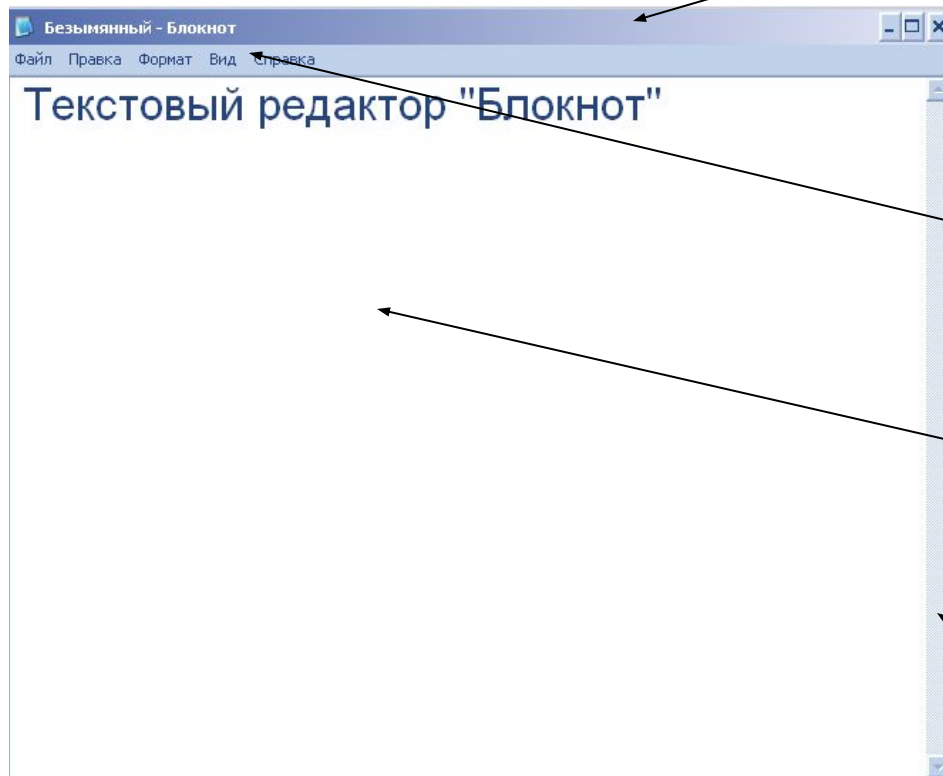 Безымянный - Блокнот
Файл Правка Формат Вид Справка
Текстовый редактор "Блокнот"